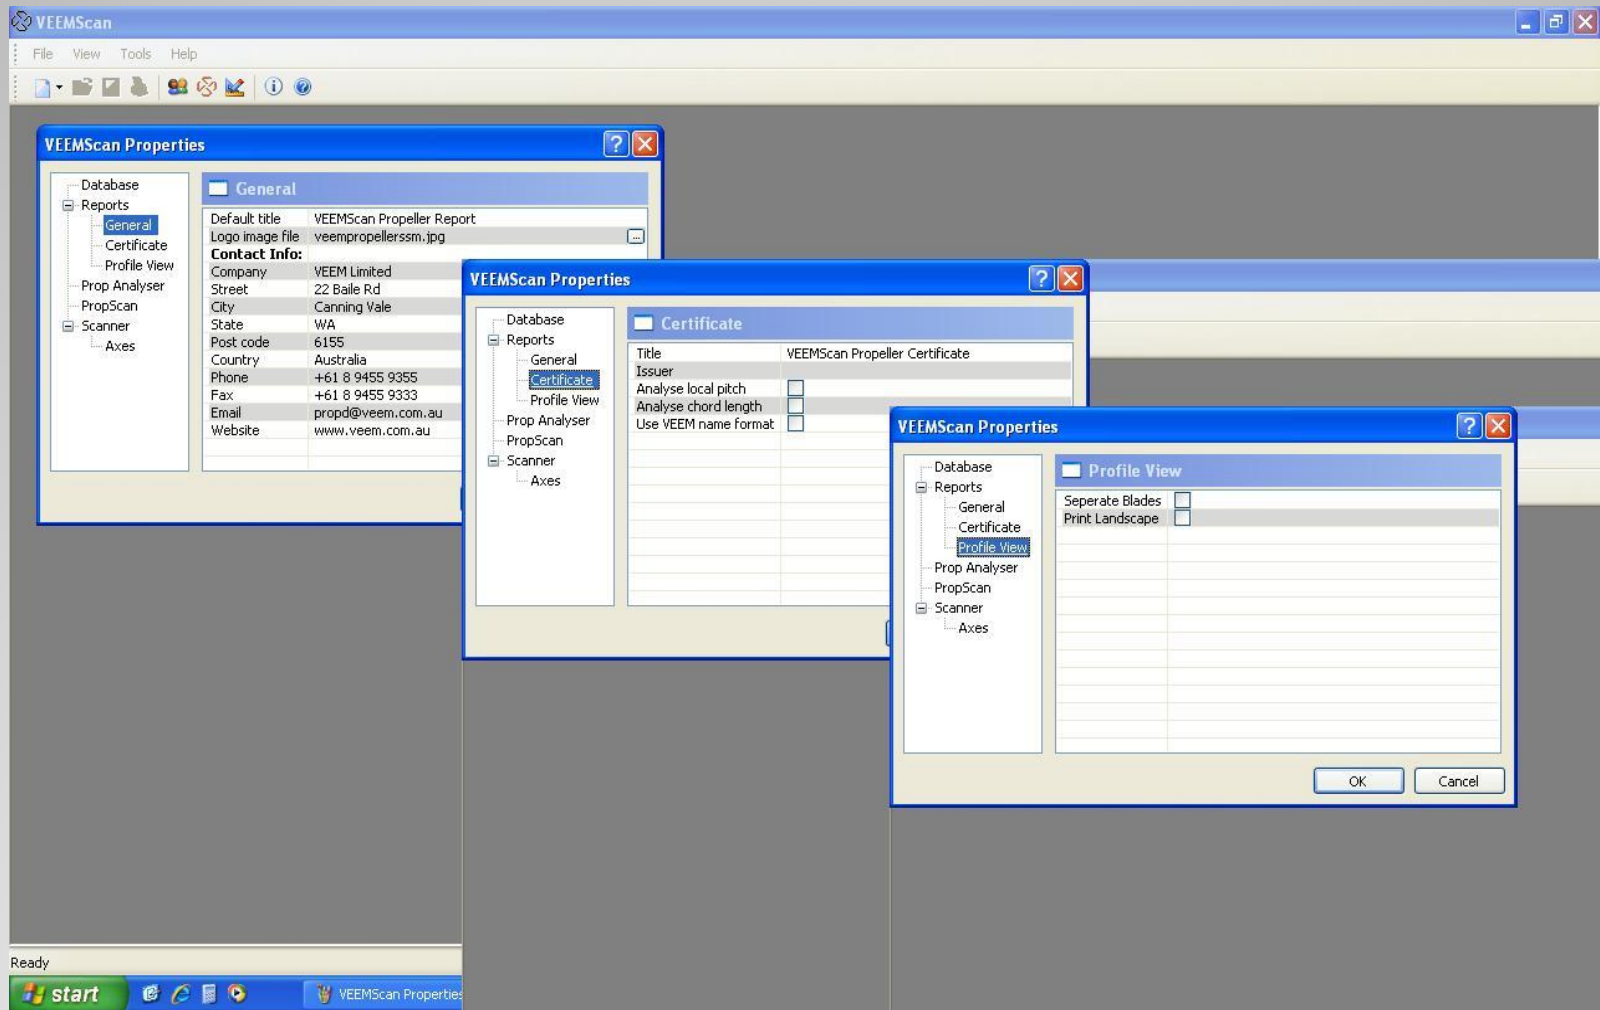 VEEMScan
File View Tools Help
VEEMScan Properties
Database
Reports
General
Certificate
Profile View
Prop Analyser
PropScan
Scanner
Axes
General
Default title VEEMScan Propeller Report
Logo image file veempropellerssm.jpg
...
Contact Info:
Company VEEM Limited
Street 22 Baile Rd
City Canning Vale
State WA
Post code 6155
Country Australia
Phone +61 8 9455 9355
Fax +61 8 9455 9333
Email propd@veem.com.au
Website www.veem.com.au
VEEMScan Properties
Database
Reports
General
Certificate
Profile View
Prop Analyser
PropScan
Scanner
Axes
Certificate
Title VEEMScan Propeller Certificate
Issuer
Analyse local pitch
Analyse chord length
Use VEEM name format
VEEMScan Properties
Database
Reports
General
Certificate
Profile View
Prop Analyser
PropScan
Scanner
Axes
Profile View
Seperate Blades
Print Landscape
OK Cancel
Ready
start VEEMScan Properties